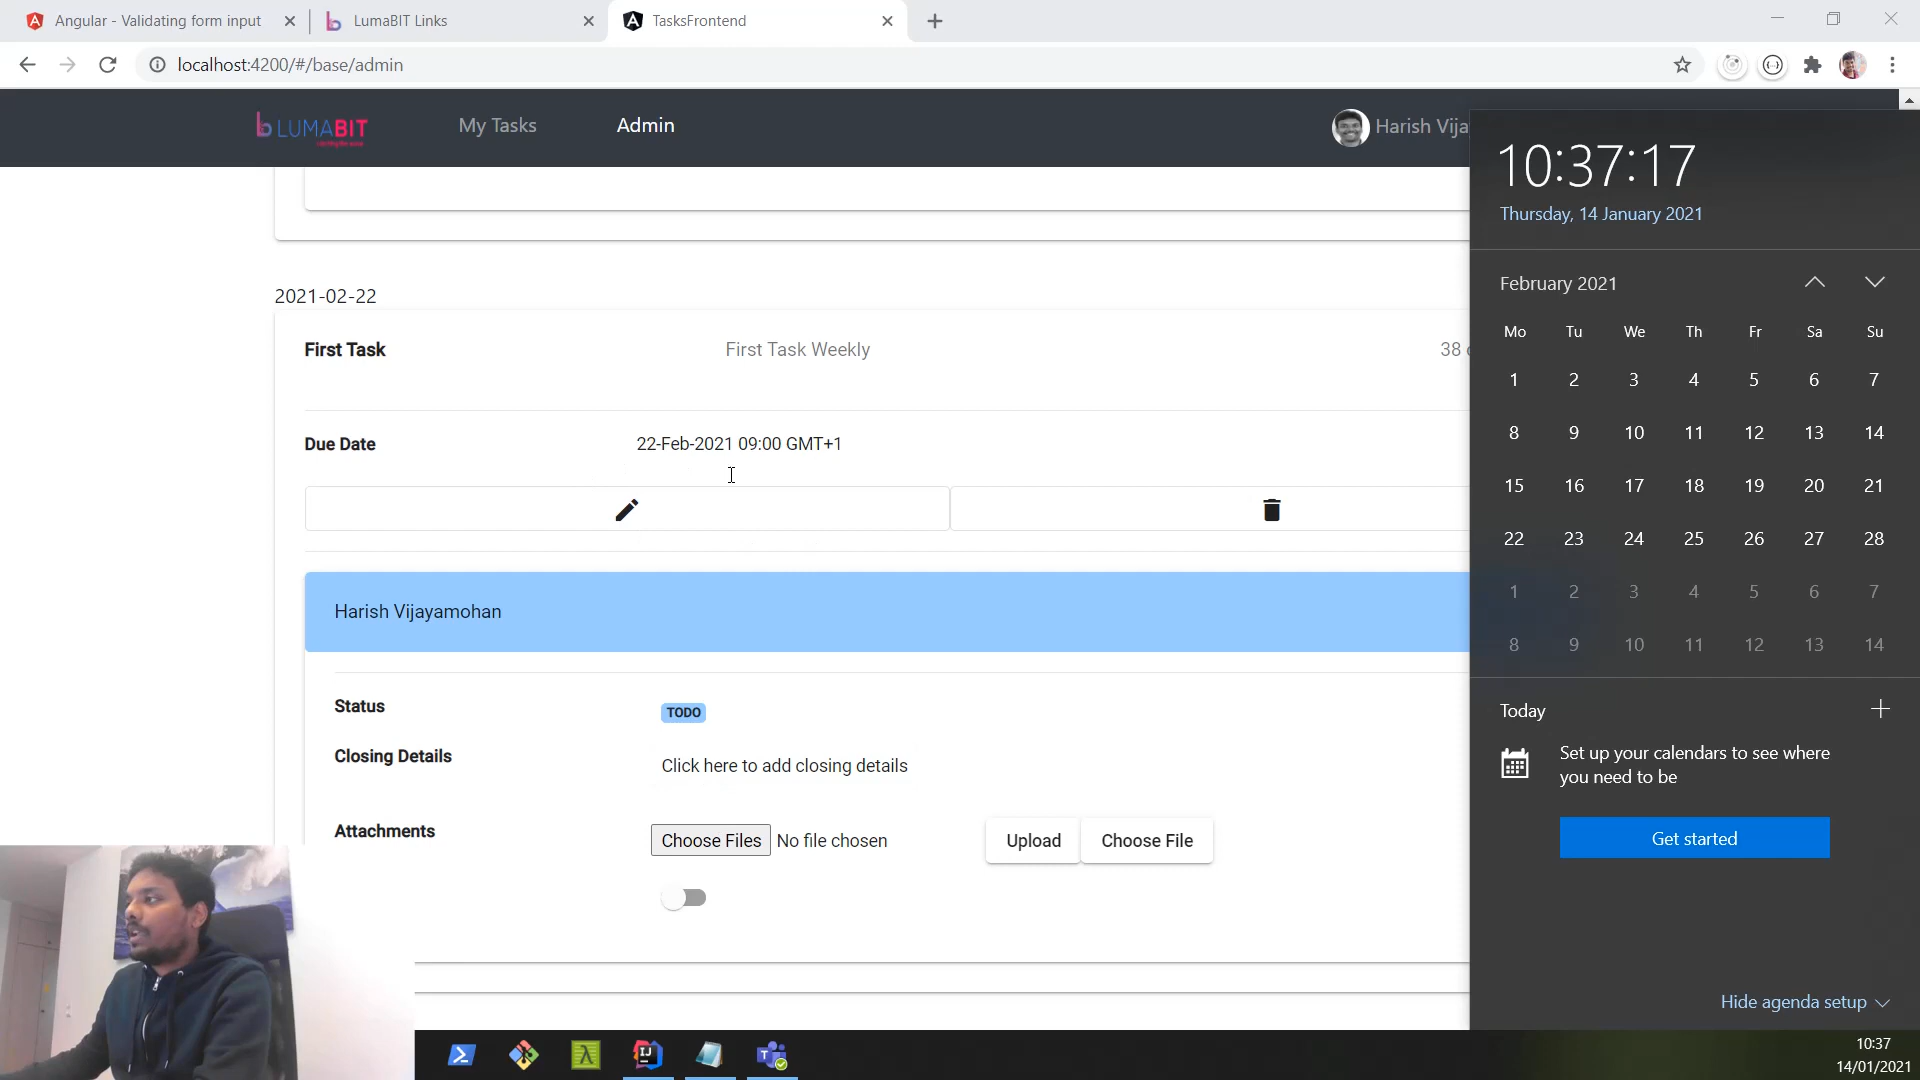 Angular - Validating form input
LumaBIT Links
TasksFrontend
localhost:4200/#/base/admin
LUMABIT
My Tasks
Admin
Harish Vija
10:37:17
Thursday, 14 January 2021
February 2021
Mo Tu We Th Fr Sa Su
1 2 3 4 5 6 7
8 9 10 11 12 13 14
15 16 17 18 19 20 21
22 23 24 25 26 27 28
1 2 3 4 5 6 7
8 9 10 11 12 13 14
Today
Set up your calendars to see where
you need to be
Get started
Hide agenda setup
2021-02-22
First Task
First Task Weekly
38
Due Date
22-Feb-2021 09:00 GMT+1
Harish Vijayamohan
Status
TODO
Closing Details
Click here to add closing details
Attachments
Choose Files No file chosen
Upload
Choose File
10:37
14/01/2021